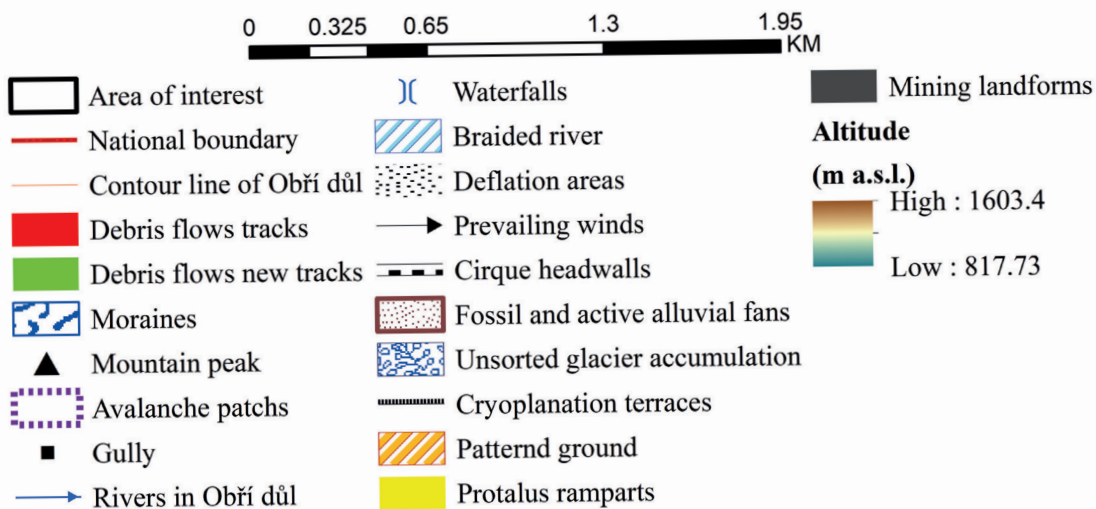 0 0.325 0.65 1.3 1.95
KM
Area of interest
National boundary
Contour line of Obří důl
Debris flows tracks
Debris flows new tracks
Moraines
Mountain peak
Avalanche patchs
Gully
Rivers in Obří důl
Waterfalls
Braided river
Deflation areas
Prevailing winds
Cirque headwalls
Fossil and active alluvial fans
Unsorted glacier accumulation
Cryoplanation terraces
Patternd ground
Protalus ramparts
Mining landforms
Altitude
(m a.s.l.)
High : 1603.4
Low : 817.73